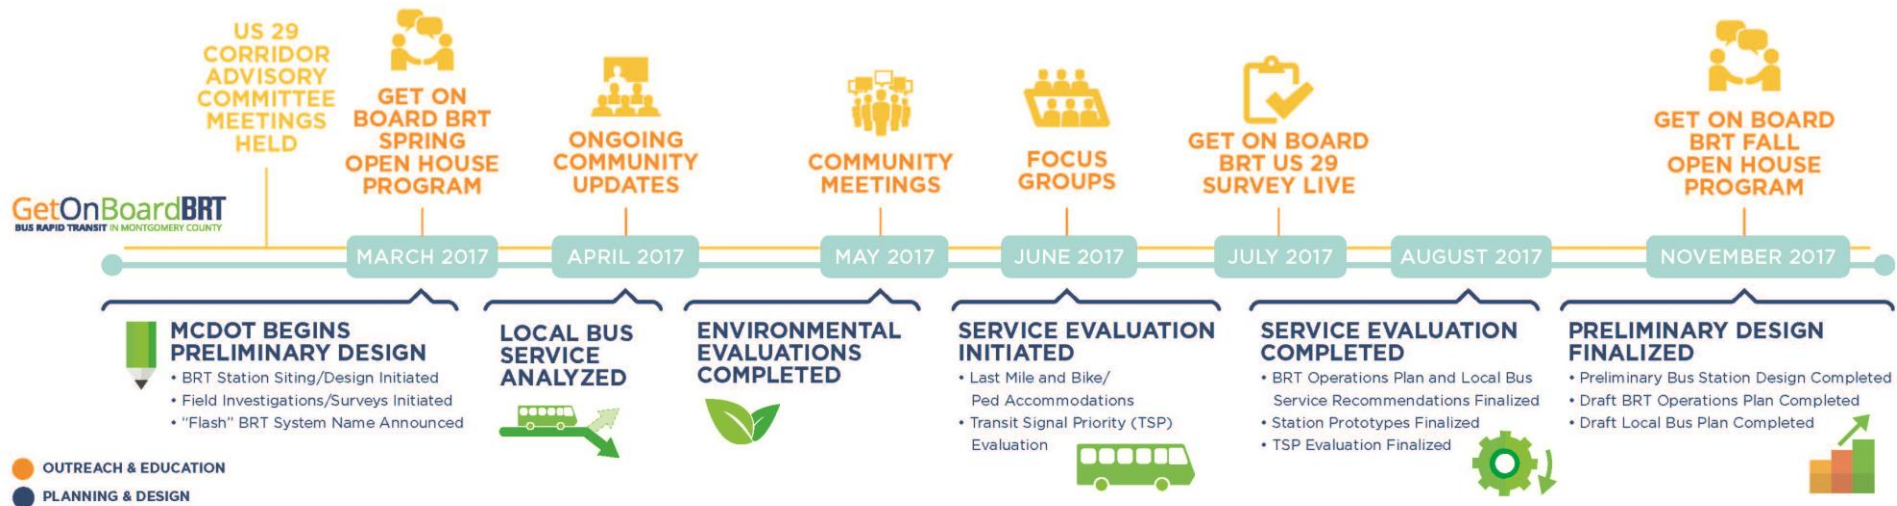 US 29
CORRIDOR
ADVISORY
COMMITTEE
MEETINGS
HELD
GET ON
BOARD BRT
SPRING
OPEN HOUSE
PROGRAM
ONGOING
COMMUNITY
UPDATES
COMMUNITY
MEETINGS
FOCUS
GROUPS
GET ON BOARD
BRT US 29
SURVEY LIVE
GET ON BOARD
BRT FALL
OPEN HOUSE
PROGRAM
GetOnBoardBRT
BUS RAPID TRANSIT IN MONTGOMERY COUNTY
MARCH 2017
APRIL 2017
MAY 2017
JUNE 2017
JULY 2017
AUGUST 2017
NOVEMBER 2017
MCDOT BEGINS
PRELIMINARY DESIGN
• BRT Station Siting/Design Initiated
• Field Investigations/Surveys Initiated
• "Flash" BRT System Name Announced
LOCAL BUS
SERVICE
ANALYZED
ENVIRONMENTAL
EVALUATIONS
COMPLETED
SERVICE EVALUATION
INITIATED
• Last Mile and Bike/
Ped Accommodations
• Transit Signal Priority (TSP)
Evaluation
SERVICE EVALUATION
COMPLETED
• BRT Operations Plan and Local Bus
Service Recommendations Finalized
• Station Prototypes Finalized
• TSP Evaluation Finalized
PRELIMINARY DESIGN
FINALIZED
• Preliminary Bus Station Design Completed
• Draft BRT Operations Plan Completed
• Draft Local Bus Plan Completed
OUTREACH & EDUCATION
PLANNING & DESIGN